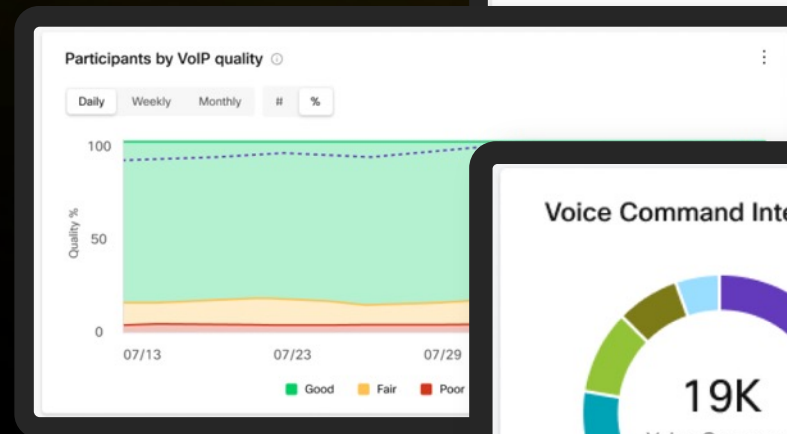 Participants by VoIP quality
Daily Weekly Monthly # %
100
Quality %
50
0
07/13 07/23 07/29
Good Fair Poor
Voice Command Inte
19K